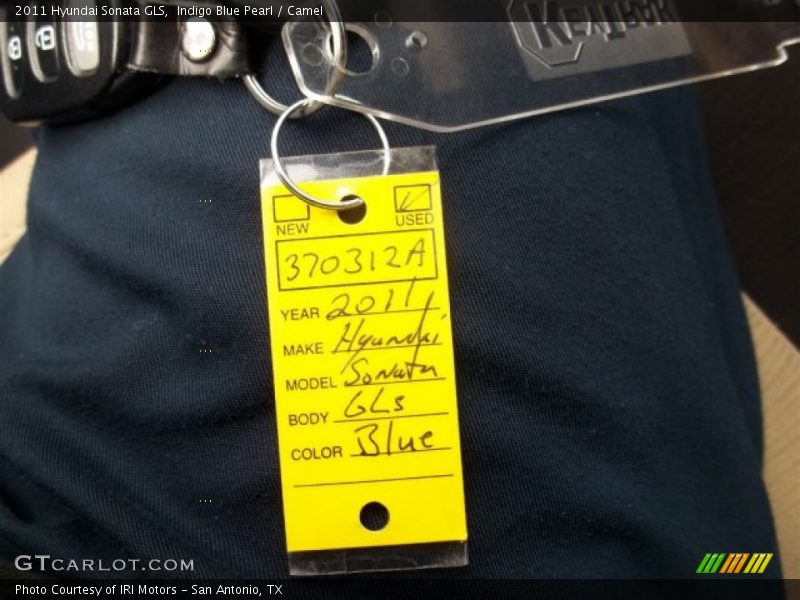 2011 Hyundai Sonata GLS, Indigo Blue Pearl / Camel
KEYTRAK
NEW USED
370312A
YEAR 2011
MAKE Hyundai
MODEL Sonata
BODY GLS
COLOR Blue
GTCARLOT.COM
Photo Courtesy of IRI Motors - San Antonio, TX